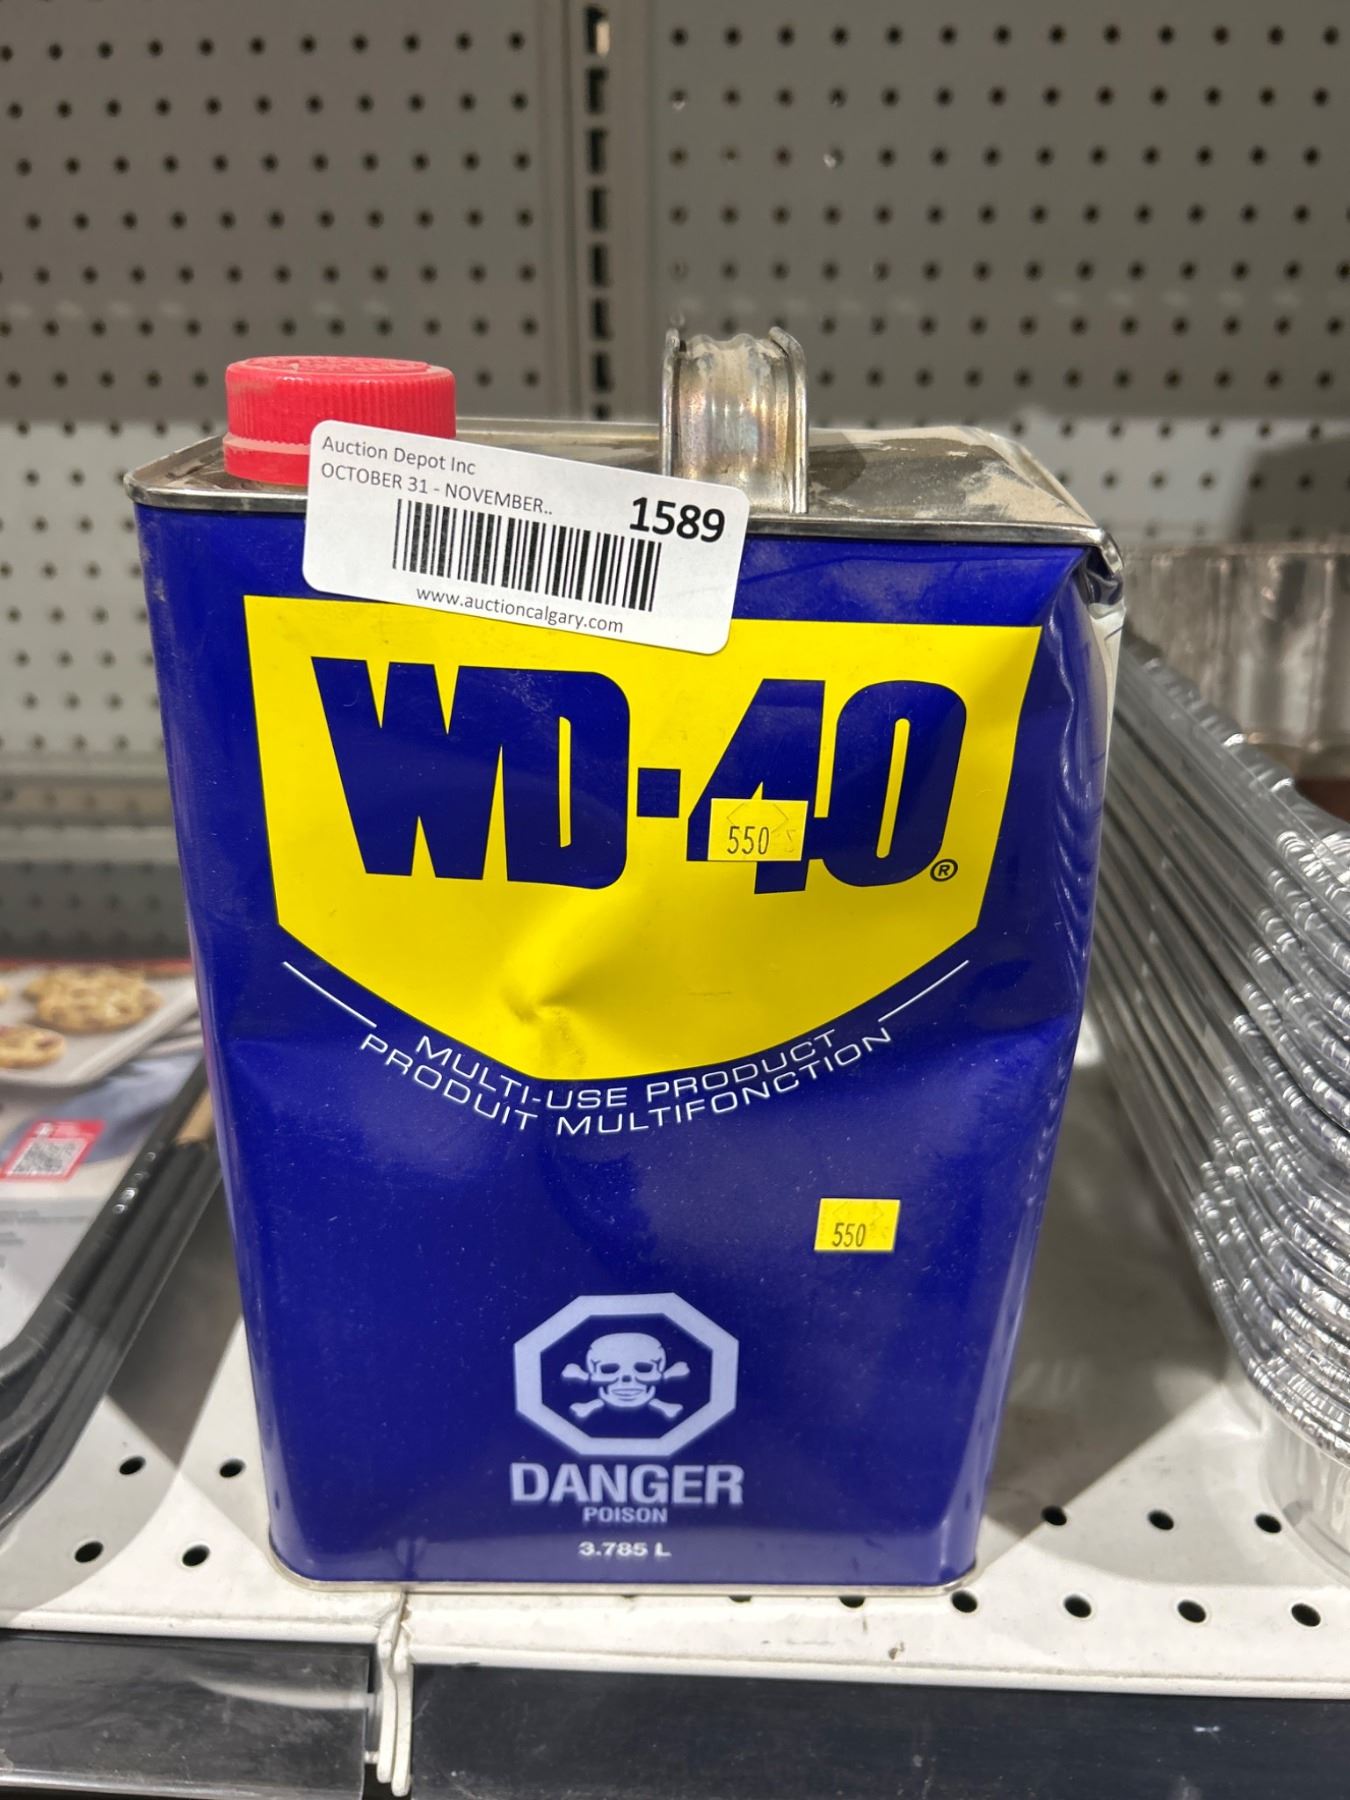 Auction Depot Inc
OCTOBER 31 - NOVEMBER..
1589
www.auctioncalgary.com
WD-40®
550
MULTI-USE PRODUCT
PRODUIT MULTIFONCTION
550
DANGER
POISON
3.785 L